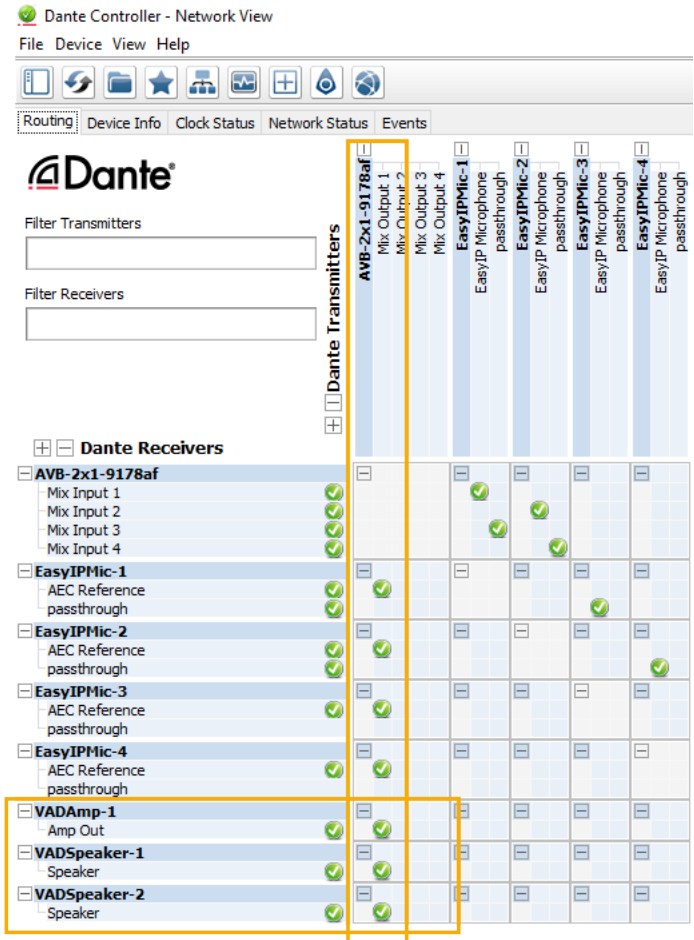 Dante Controller - Network View
File Device View Help
Routing Device Info Clock Status Network Status Events
Dante®
Filter Transmitters
Filter Receivers
Dante Transmitters
AVB-2x1-9178af
Mix Output 1
Mix Output 2
Mix Output 3
Mix Output 4
EasyIPMic-1
EasyIP Microphone
passthrough
EasyIPMic-2
EasyIP Microphone
passthrough
EasyIPMic-3
EasyIP Microphone
passthrough
EasyIPMic-4
EasyIP Microphone
passthrough
Dante Receivers
AVB-2x1-9178af
Mix Input 1
Mix Input 2
Mix Input 3
Mix Input 4
EasyIPMic-1
AEC Reference
passthrough
EasyIPMic-2
AEC Reference
passthrough
EasyIPMic-3
AEC Reference
passthrough
EasyIPMic-4
AEC Reference
passthrough
VADAmp-1
Amp Out
VADSpeaker-1
Speaker
VADSpeaker-2
Speaker